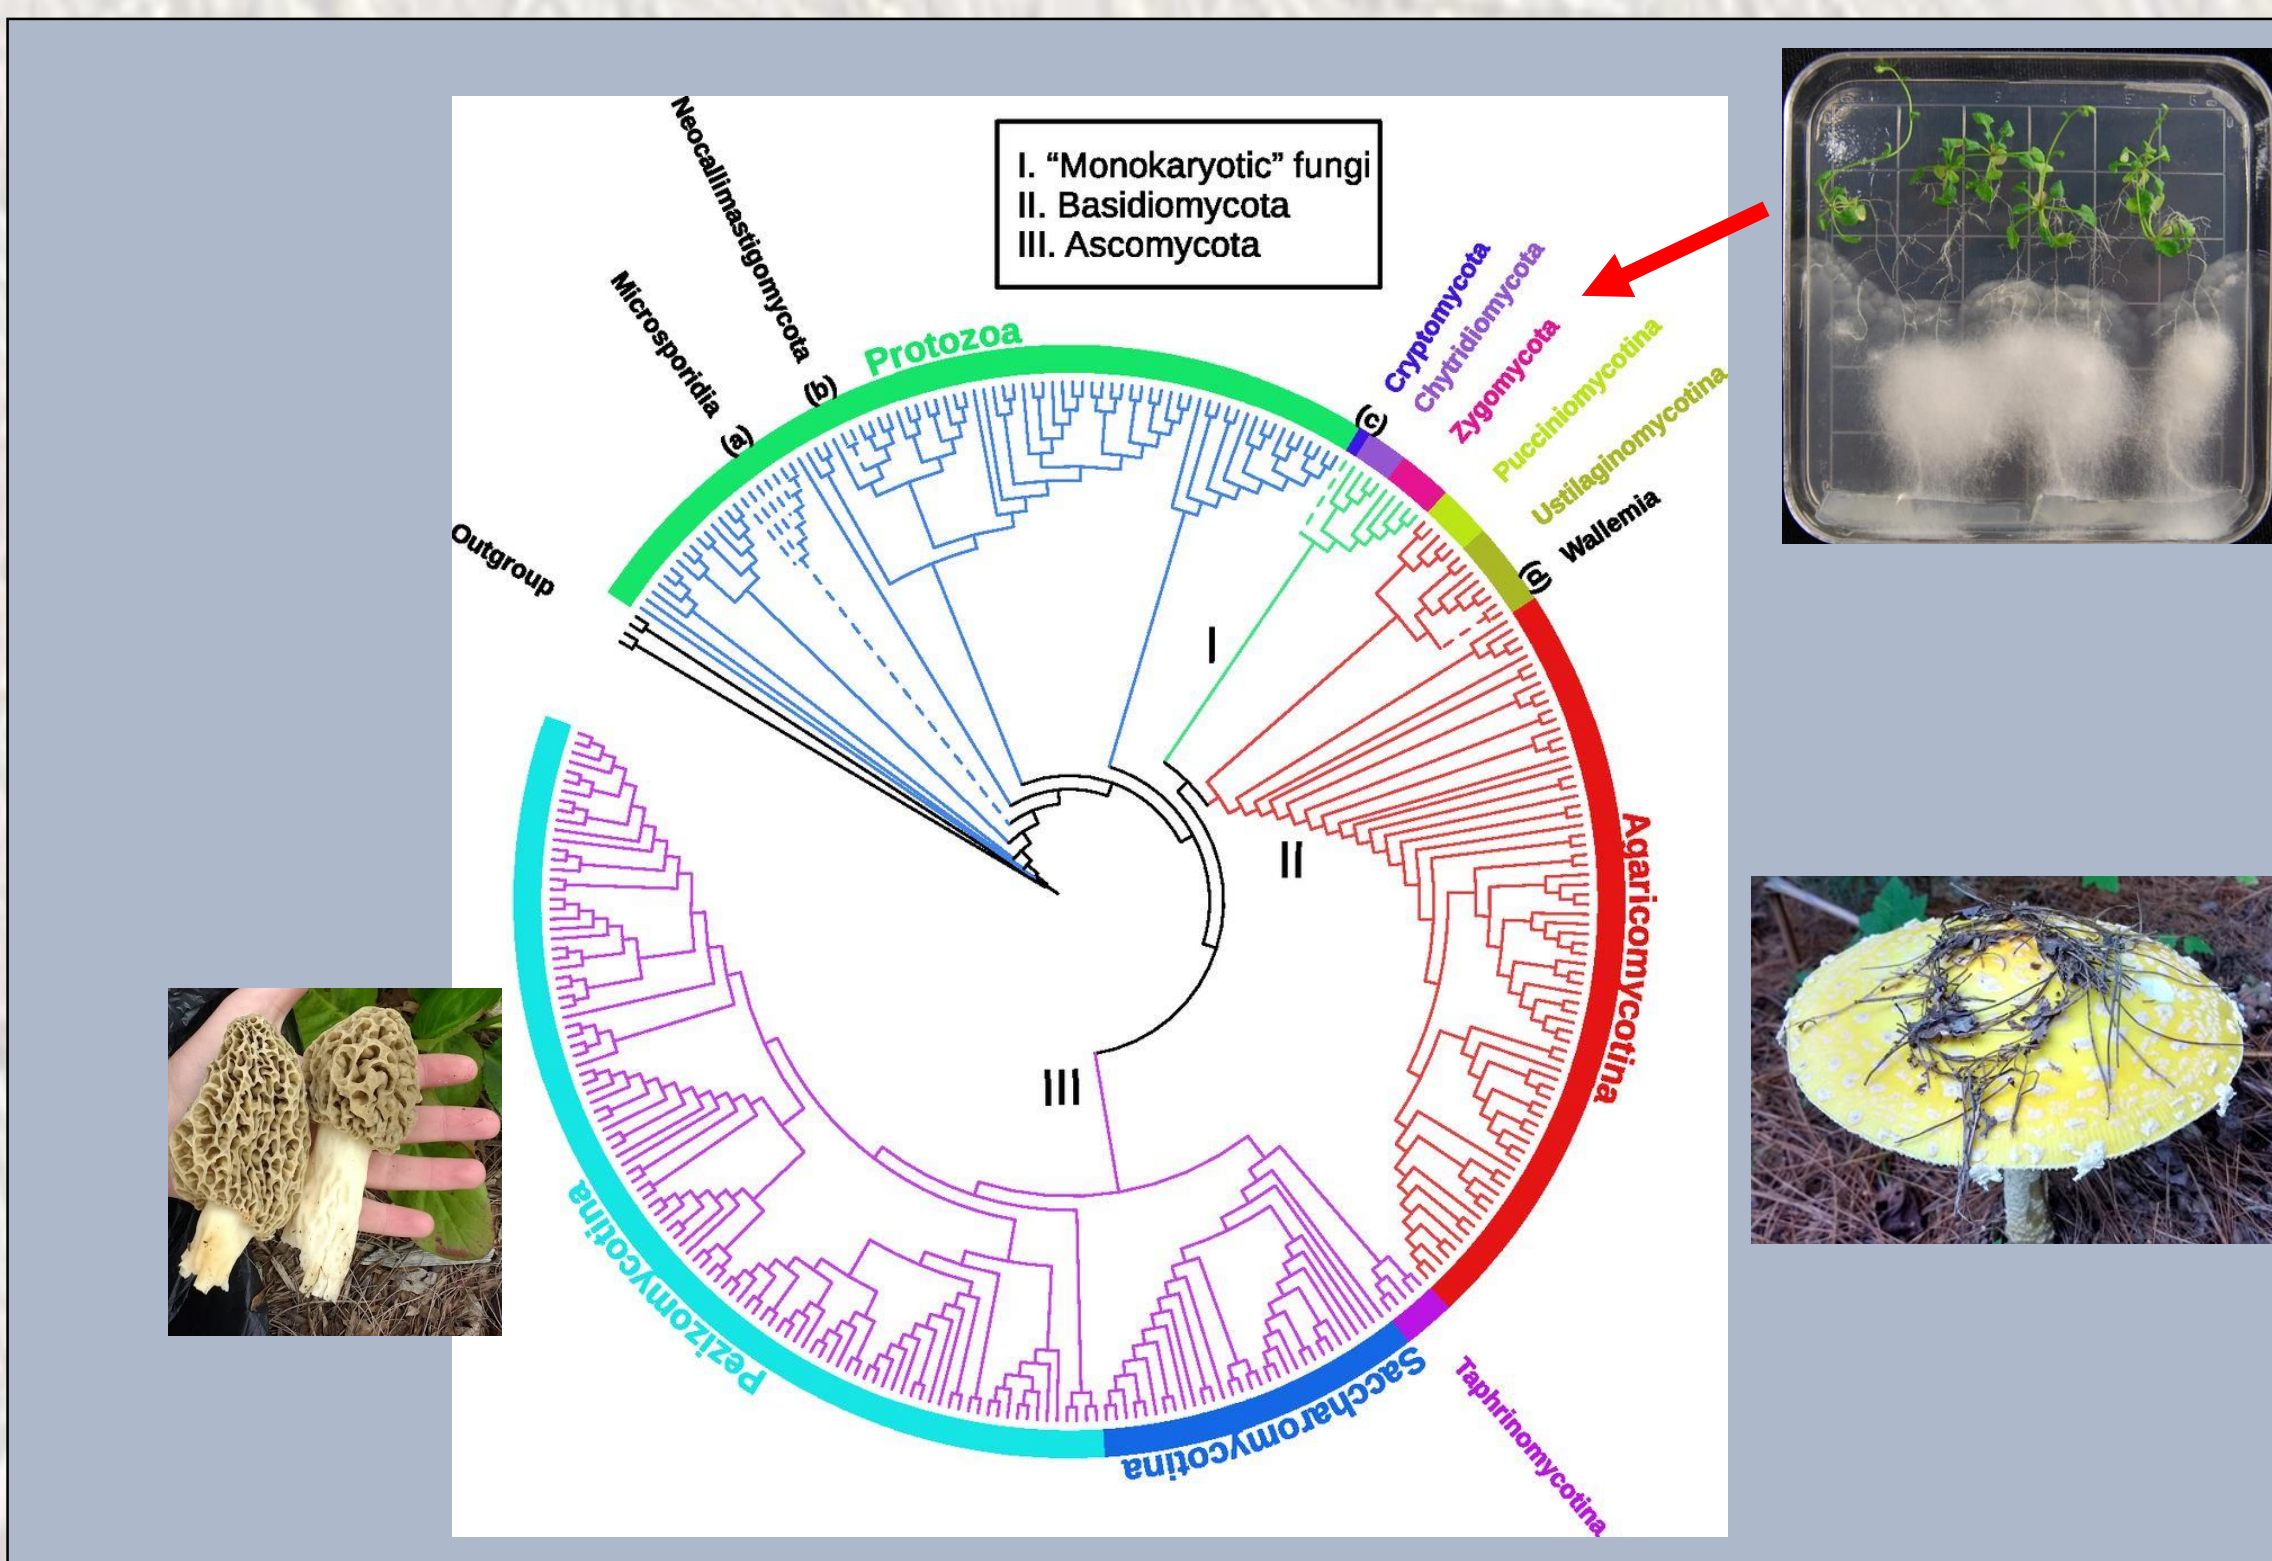 I. “Monokaryotic” fungi
II. Basidiomycota
III. Ascomycota
Neocallimastigomycota
(b)
Microsporidia
(a)
Protozoa
Outgroup
(c)
Cryptomycota
Chytridiomycota
Zygomycota
Pucciniomycotina
Ustilaginomycotina
(d)
Wallemia
I
II
III
Agaricomycotina
Taphrinomycotina
Saccharomycotina
Pezizomycotina